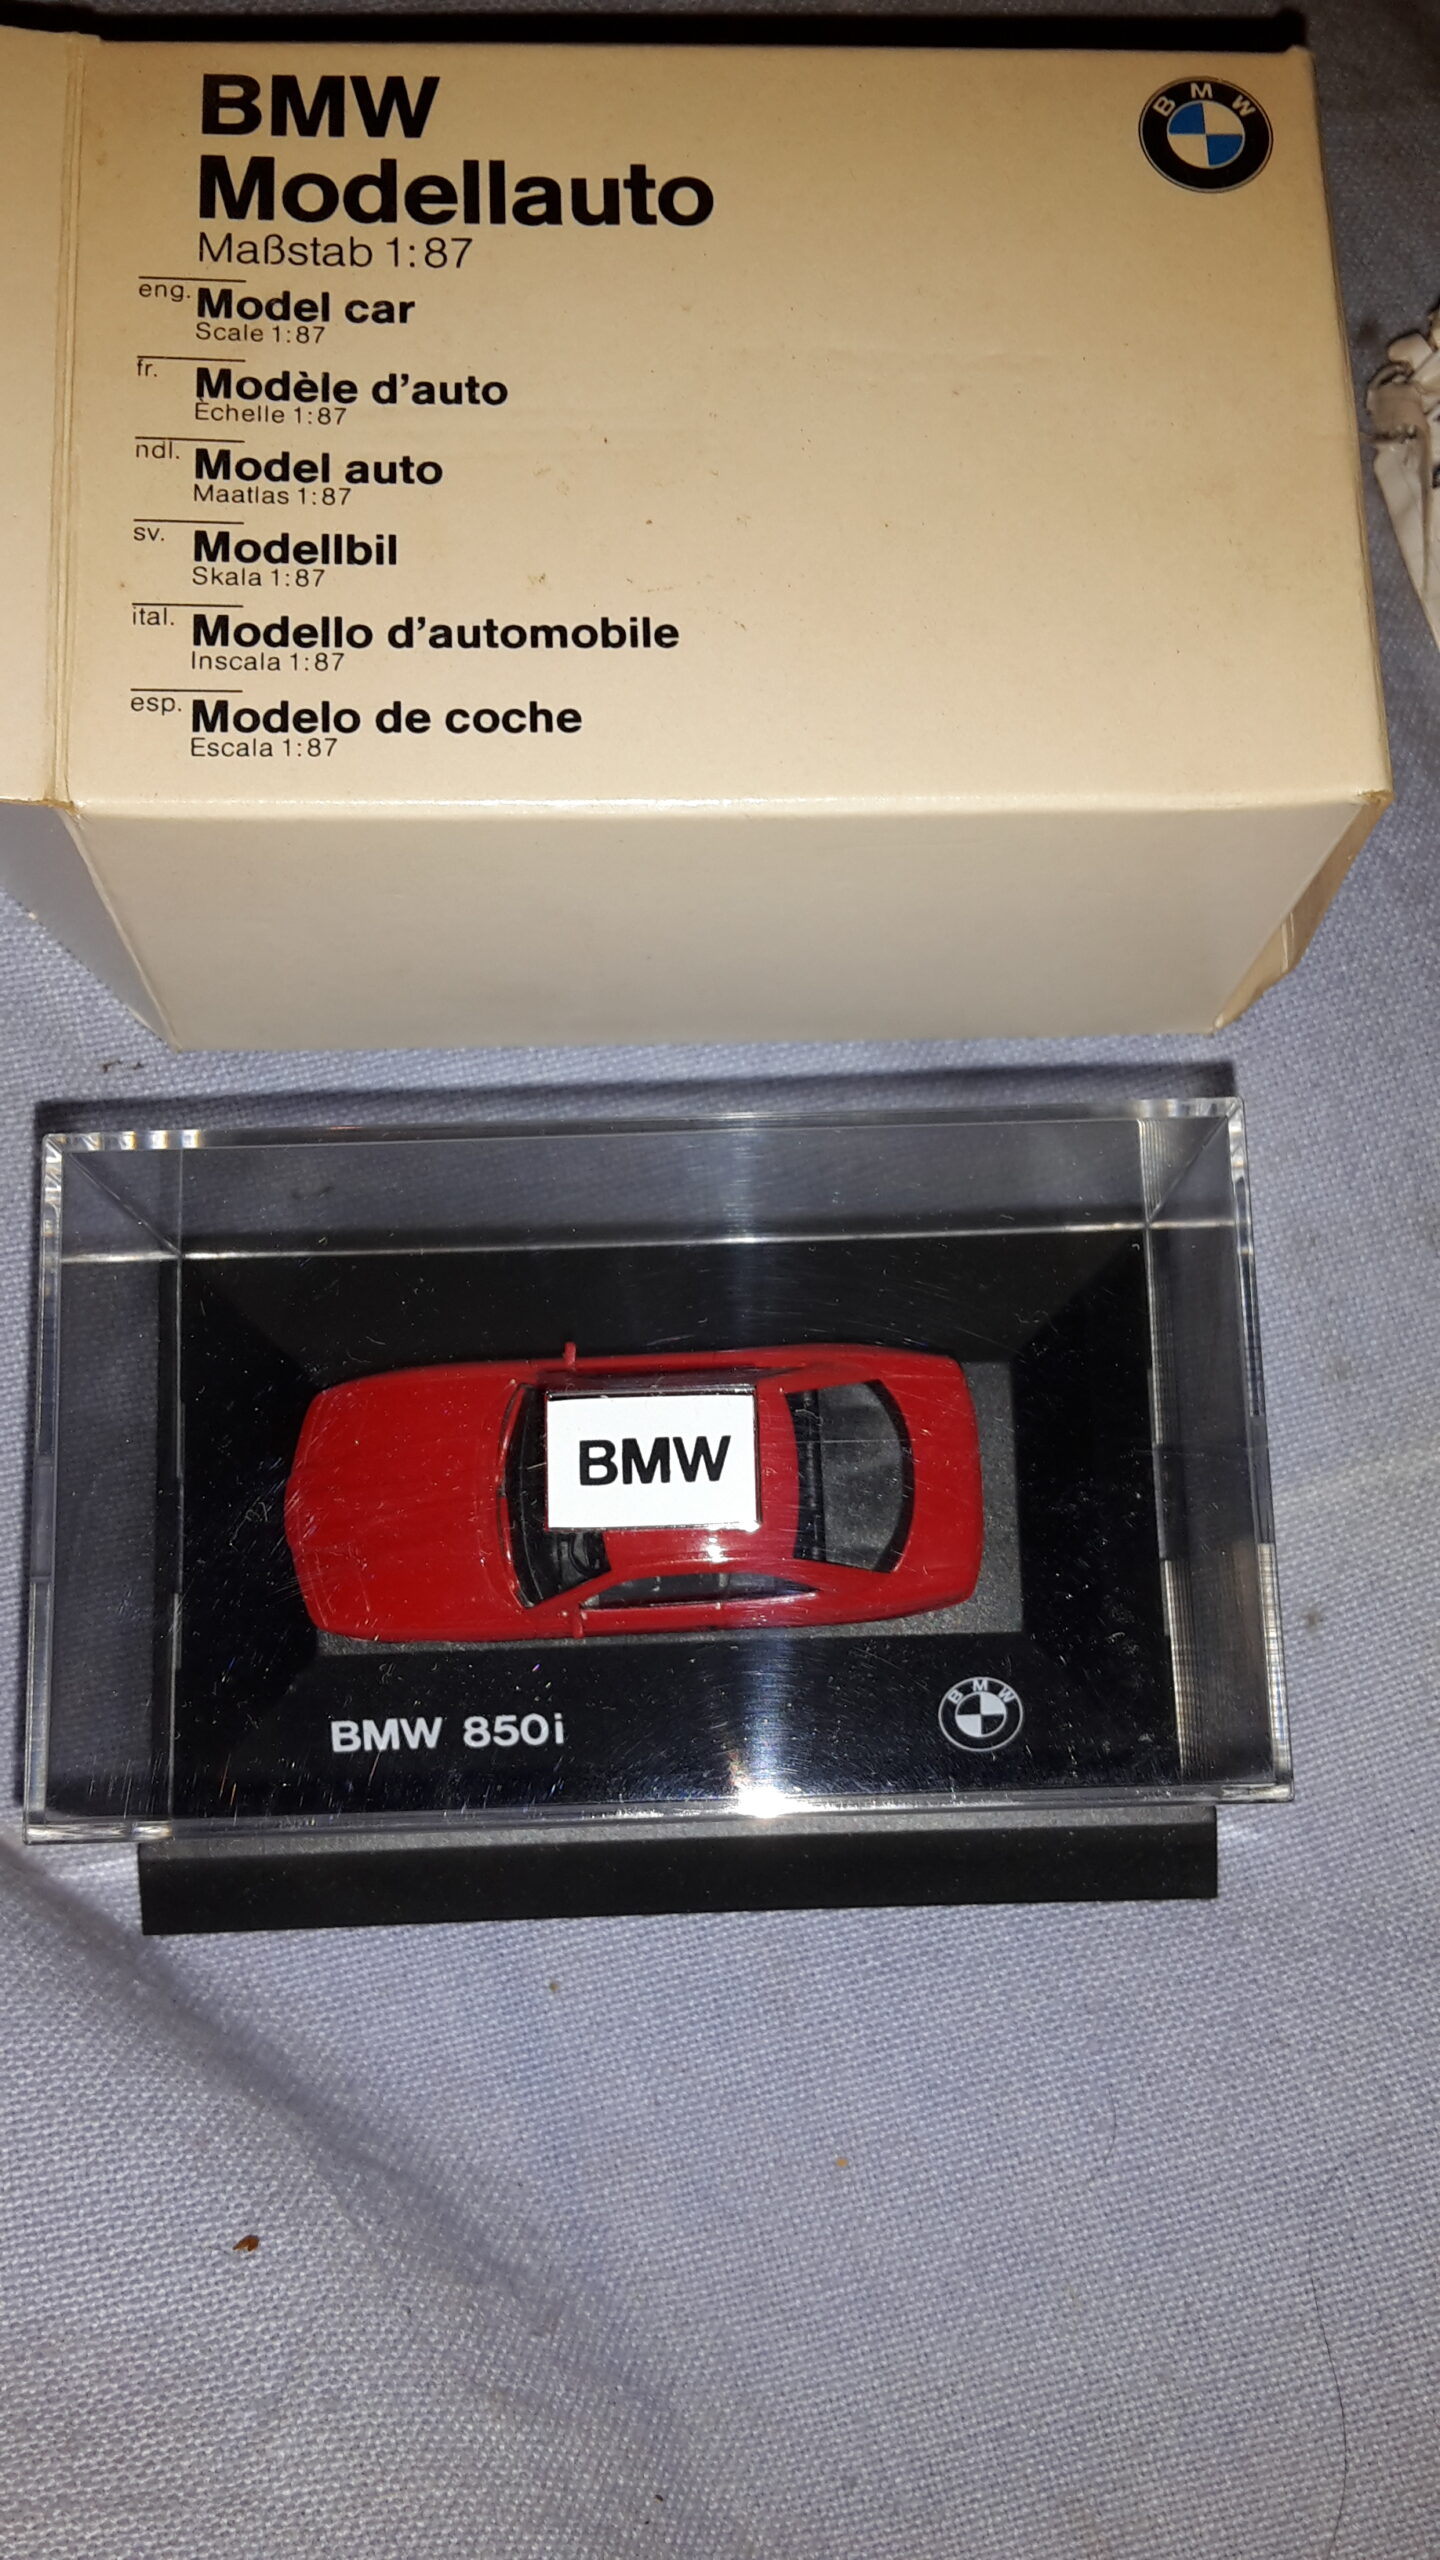 BMW
Modellauto
Maßstab 1:87
BMW
eng. Model car
Scale 1:87
fr. Modèle d'auto
Èchelle 1:87
ndl. Model auto
Maatlas 1:87
sv. Modellbil
Skala 1:87
ital. Modello d'automobile
Inscala 1:87
esp. Modelo de coche
Escala 1:87
BMW
BMW 850i
BMW